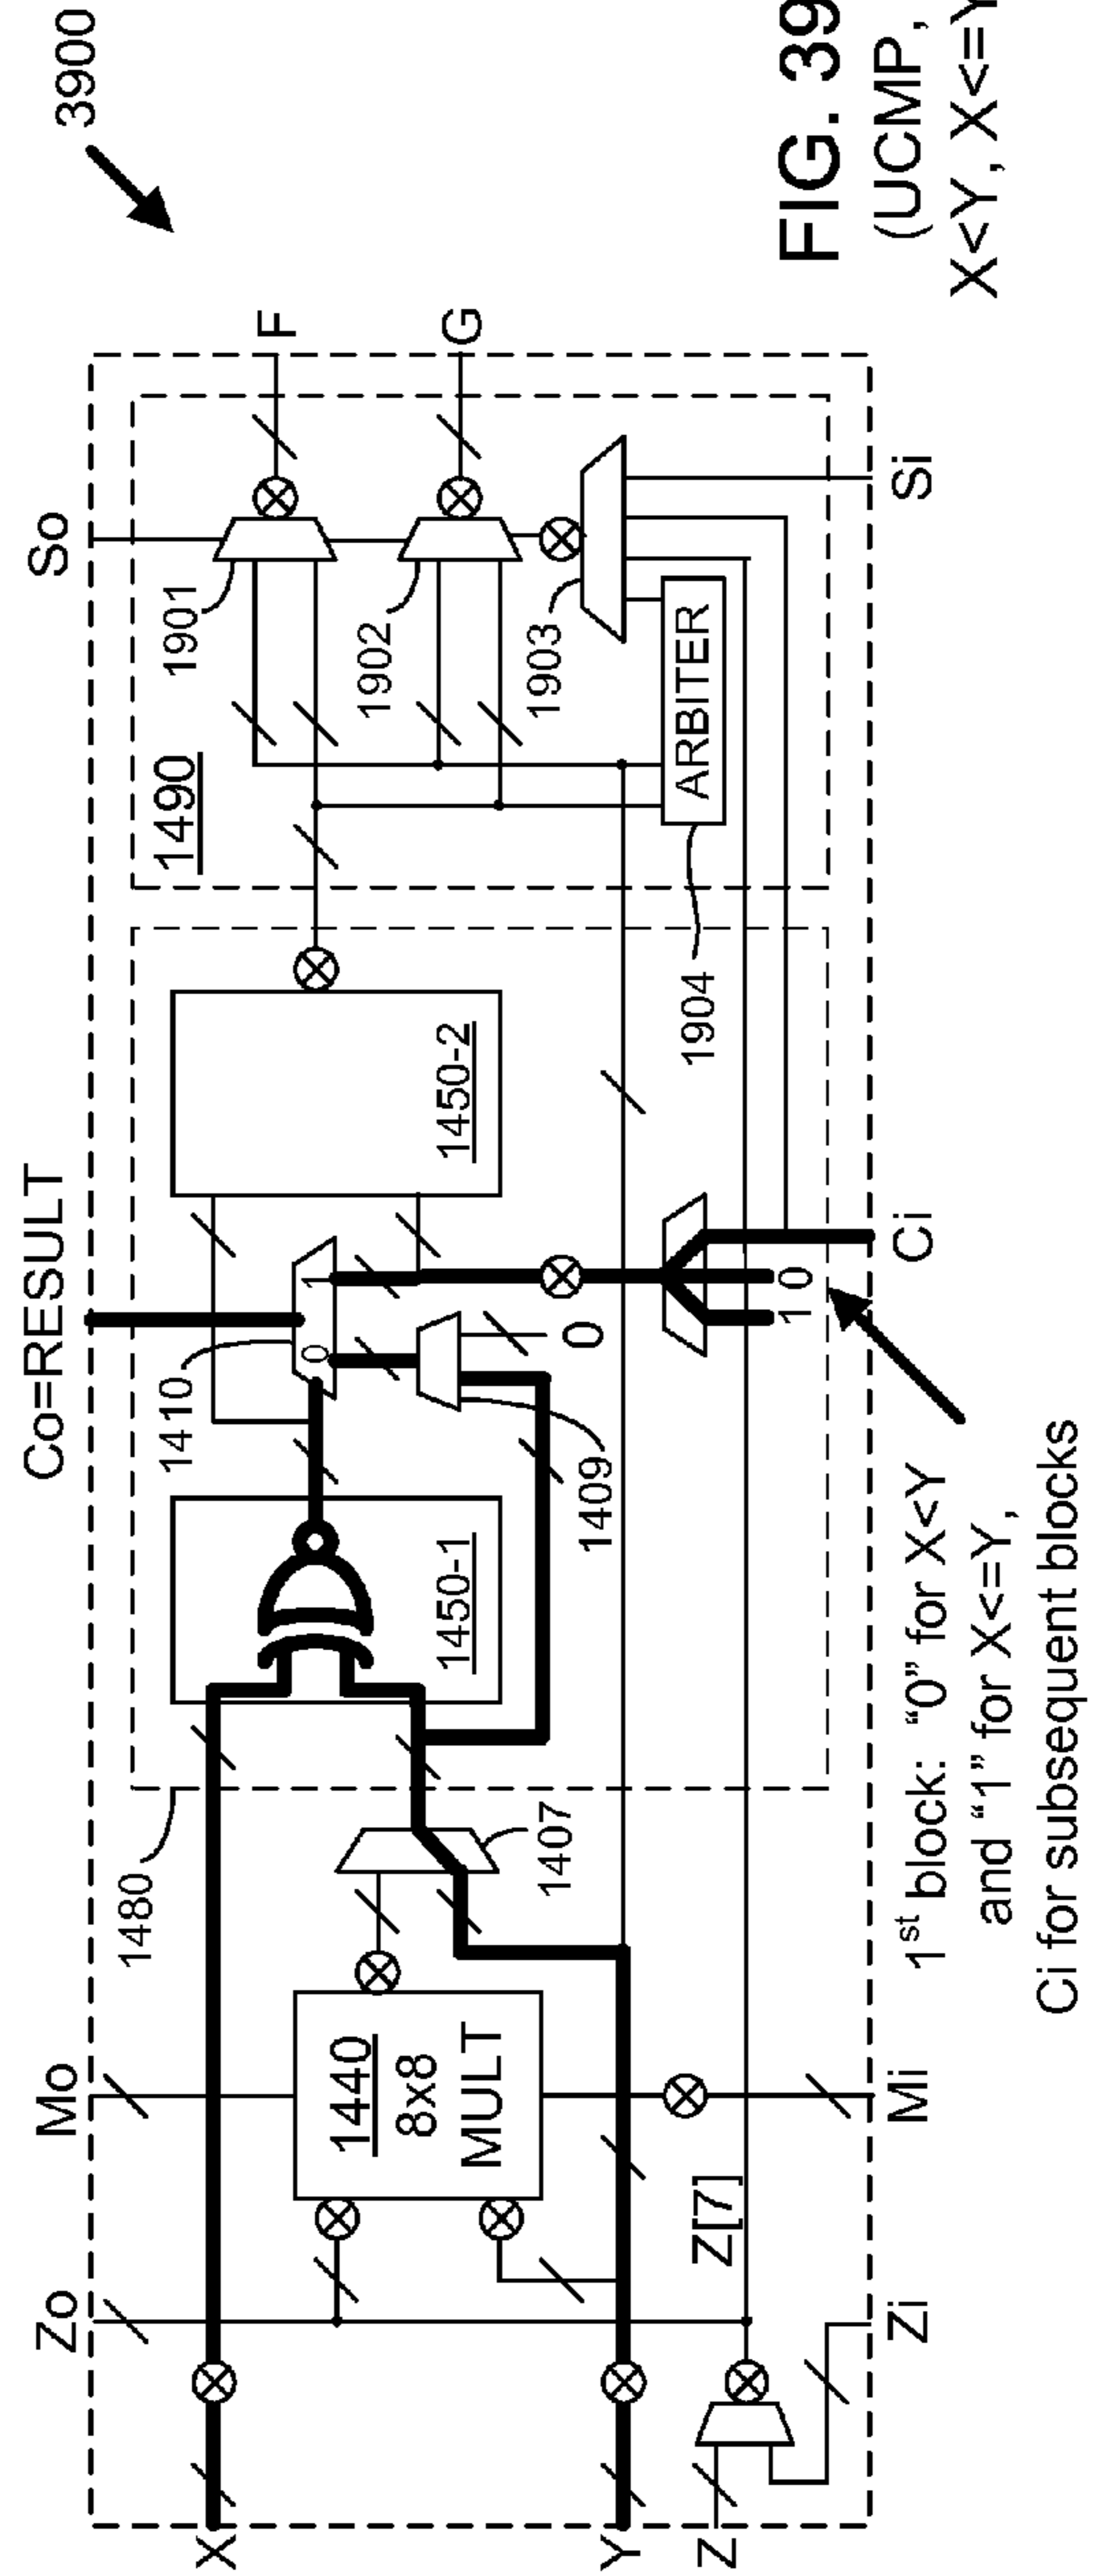 3900
FIG. 39
(UCMP,
X<Y, X<=Y
Co=RESULT
So
Mo
Zo
F
G
1901
1902
1903
1490
ARBITER
1904
1450-2
1410
0
1
1450-1
1409
0
1 0
1480
1407
1440
8x8
MULT
X
Y
Z
Z[7]
Zi
Mi
Ci
Si
1st block: “0” for X<Y
and “1” for X<=Y,
Ci for subsequent blocks